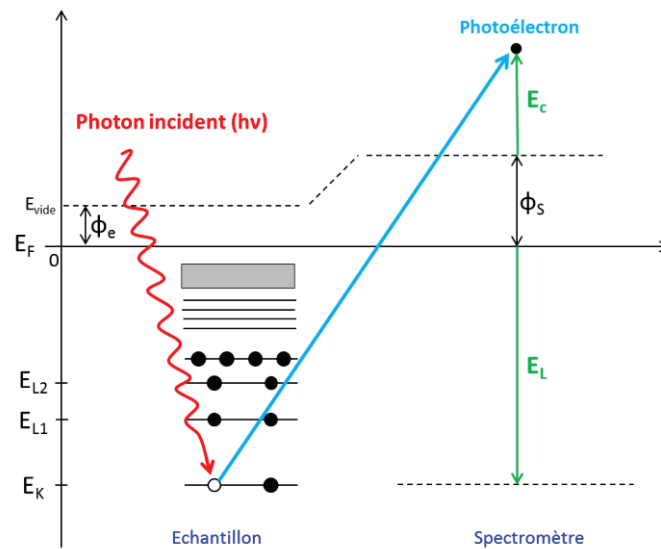 Photoélectron
Photon incident (hν)
E_c
E_vide
ϕ_e
ϕ_S
E_F
0
E_L
E_L2
E_L1
E_K
Echantillon
Spectromètre